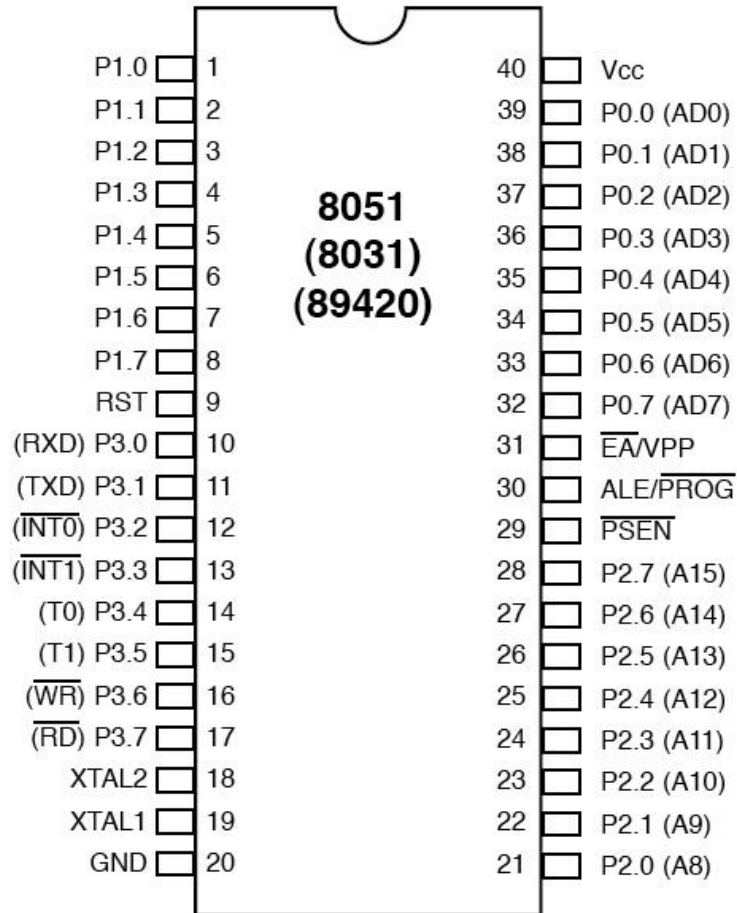 P1.0 1 40 Vcc
P1.1 2 39 P0.0 (AD0)
P1.2 3 38 P0.1 (AD1)
P1.3 4 37 P0.2 (AD2)
8051
P1.4 5 36 P0.3 (AD3)
(8031)
P1.5 6 35 P0.4 (AD4)
(89420)
P1.6 7 34 P0.5 (AD5)
P1.7 8 33 P0.6 (AD6)
RST 9 32 P0.7 (AD7)
(RXD) P3.0 10 31 E̅A̅/VPP
(TXD) P3.1 11 30 ALE/P̅R̅O̅G̅
(I̅N̅T̅0̅) P3.2 12 29 P̅S̅E̅N̅
(I̅N̅T̅1̅) P3.3 13 28 P2.7 (A15)
(T0) P3.4 14 27 P2.6 (A14)
(T1) P3.5 15 26 P2.5 (A13)
(W̅R̅) P3.6 16 25 P2.4 (A12)
(R̅D̅) P3.7 17 24 P2.3 (A11)
XTAL2 18 23 P2.2 (A10)
XTAL1 19 22 P2.1 (A9)
GND 20 21 P2.0 (A8)